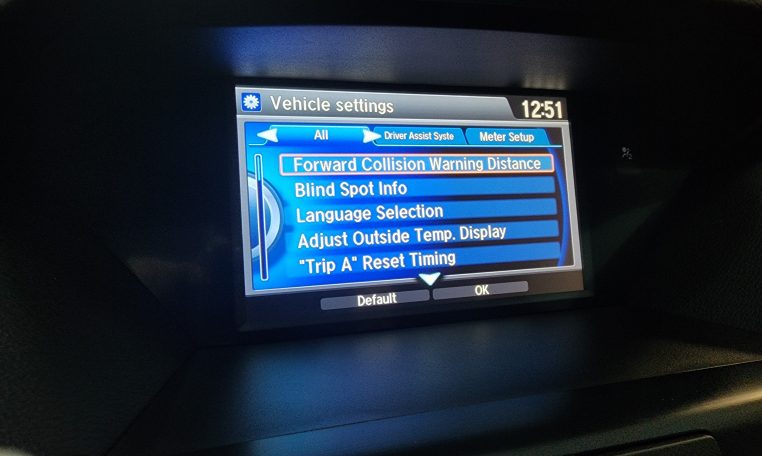 Vehicle settings 12:51
All Driver Assist Syste Meter Setup
Forward Collision Warning Distance
Blind Spot Info
Language Selection
Adjust Outside Temp. Display
"Trip A" Reset Timing
Default OK